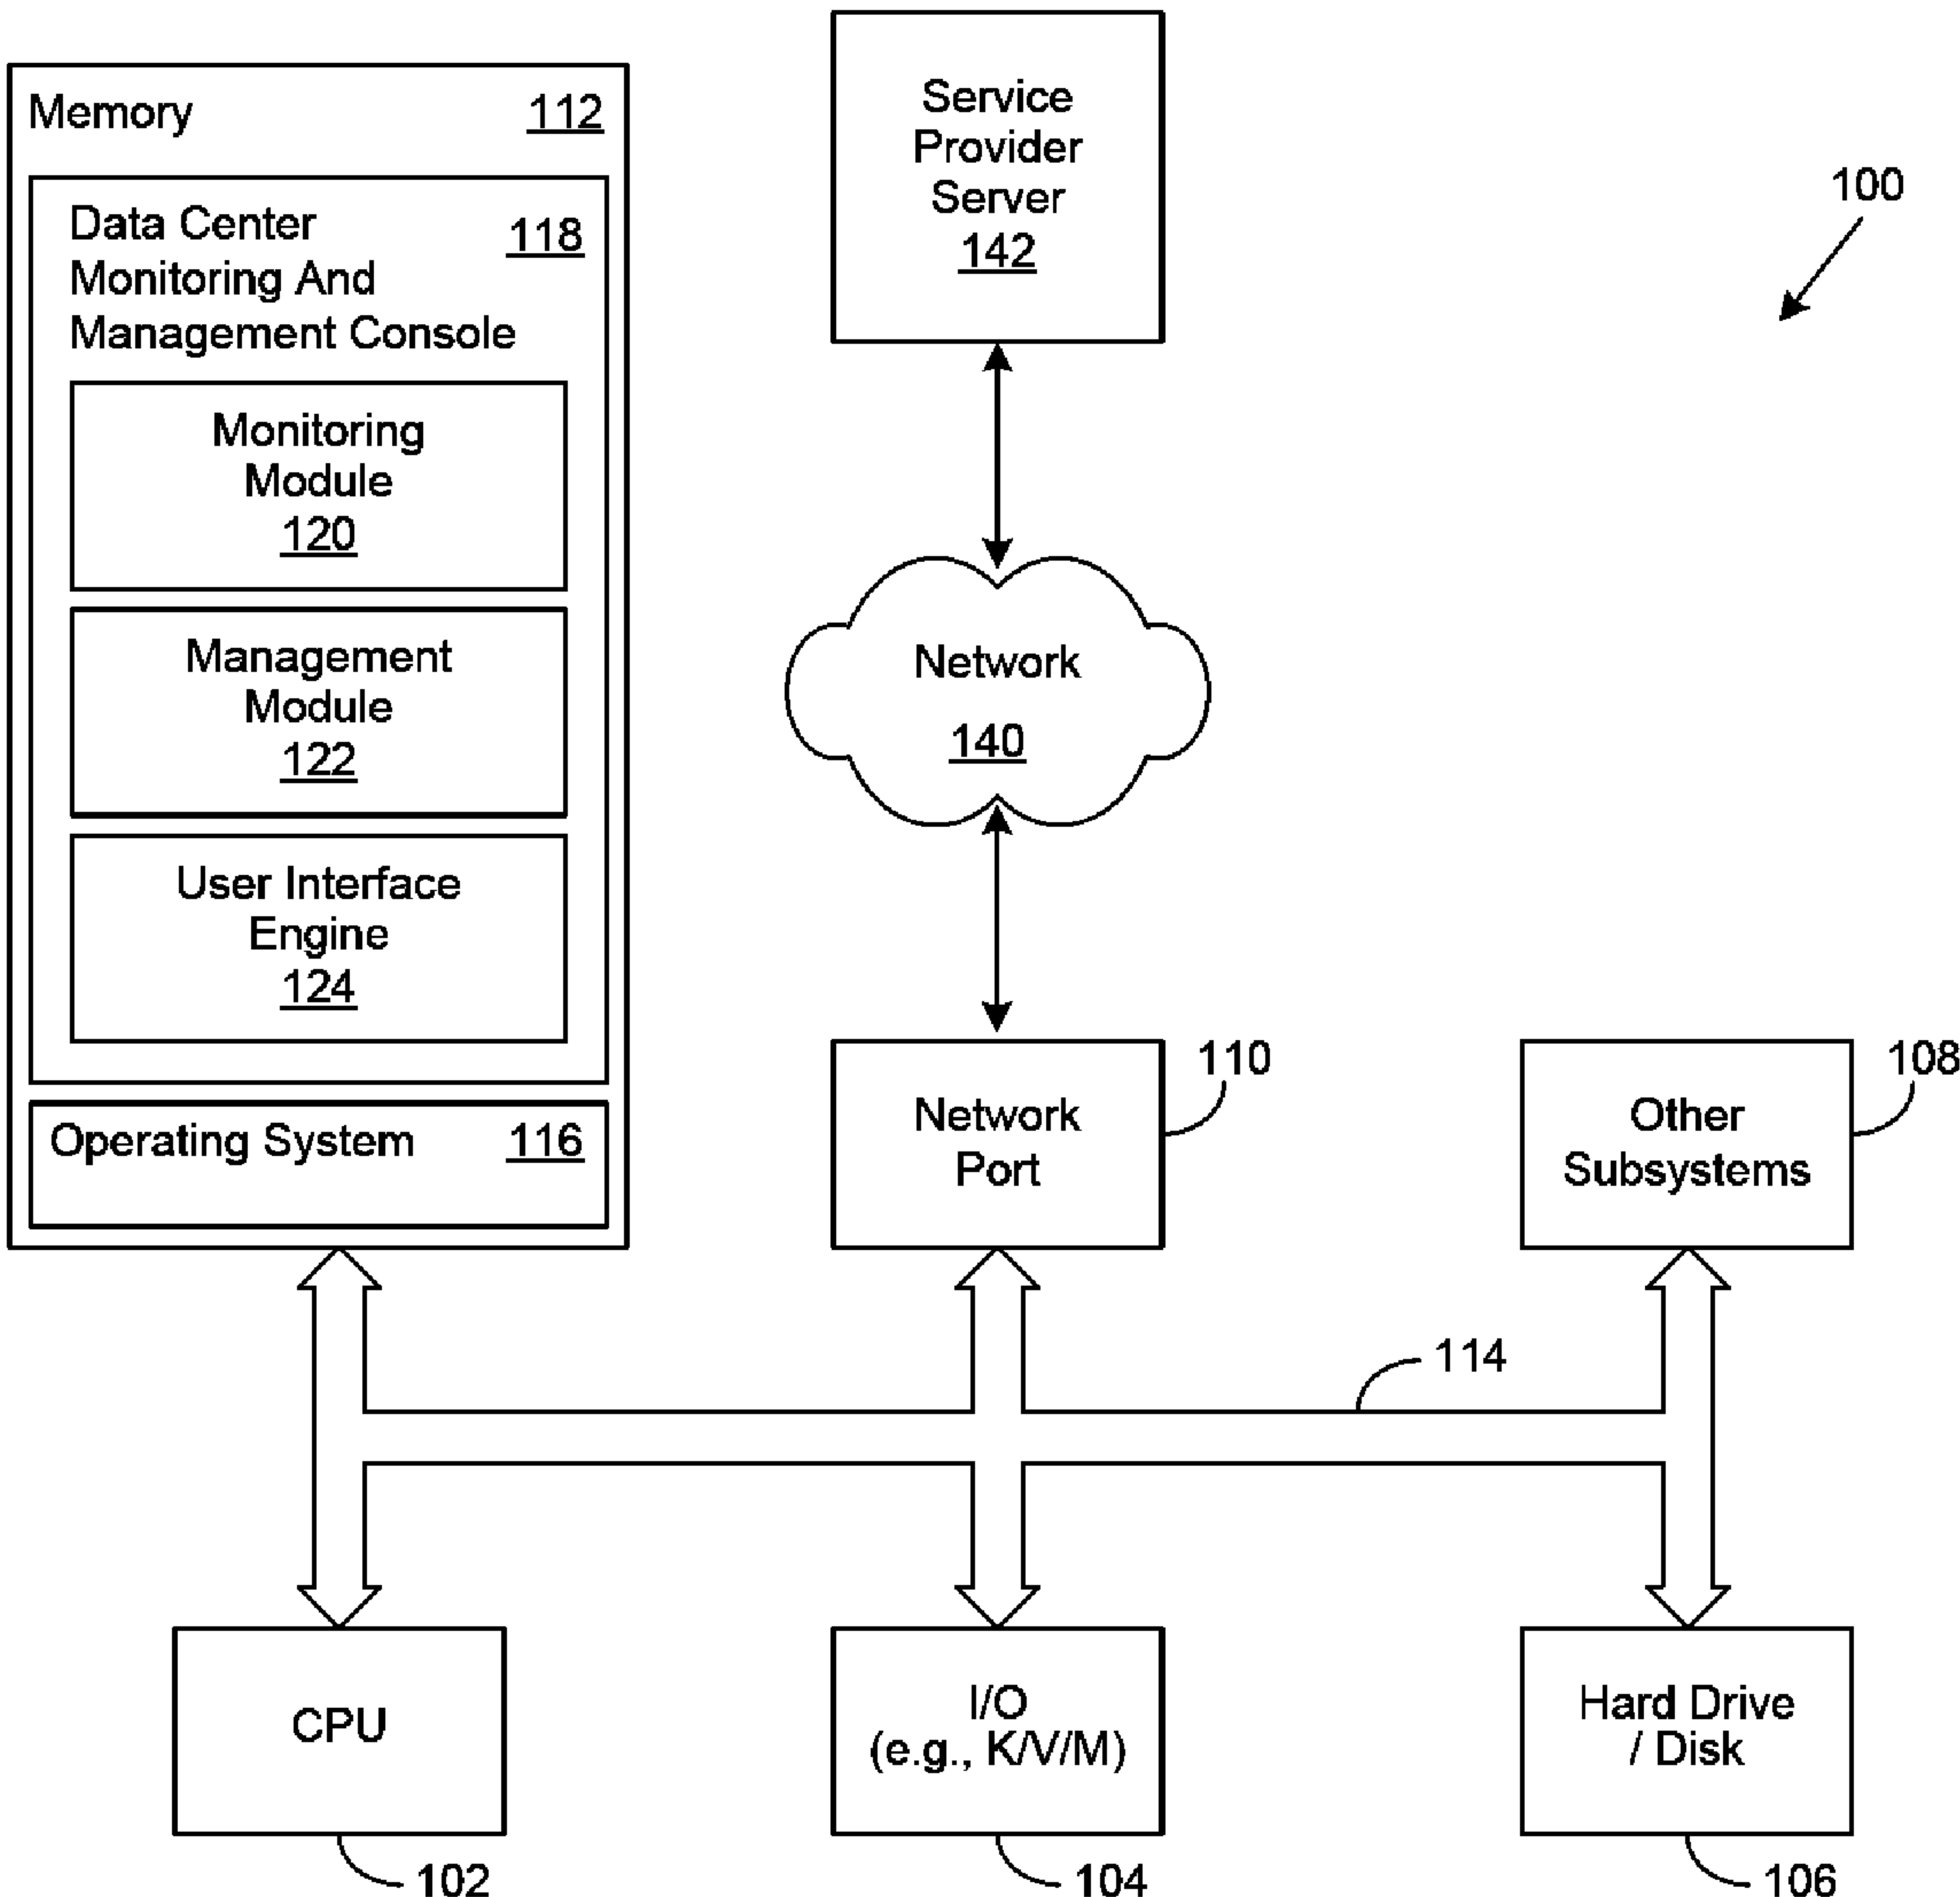 Memory 112
Data Center 118
Monitoring And
Management Console
Monitoring
Module
120
Management
Module
122
User Interface
Engine
124
Operating System 116
Service
Provider
Server
142
100
Network
140
Network
Port
110
Other
Subsystems
108
114
CPU
102
I/O
(e.g., K/V/M)
104
Hard Drive
/ Disk
106